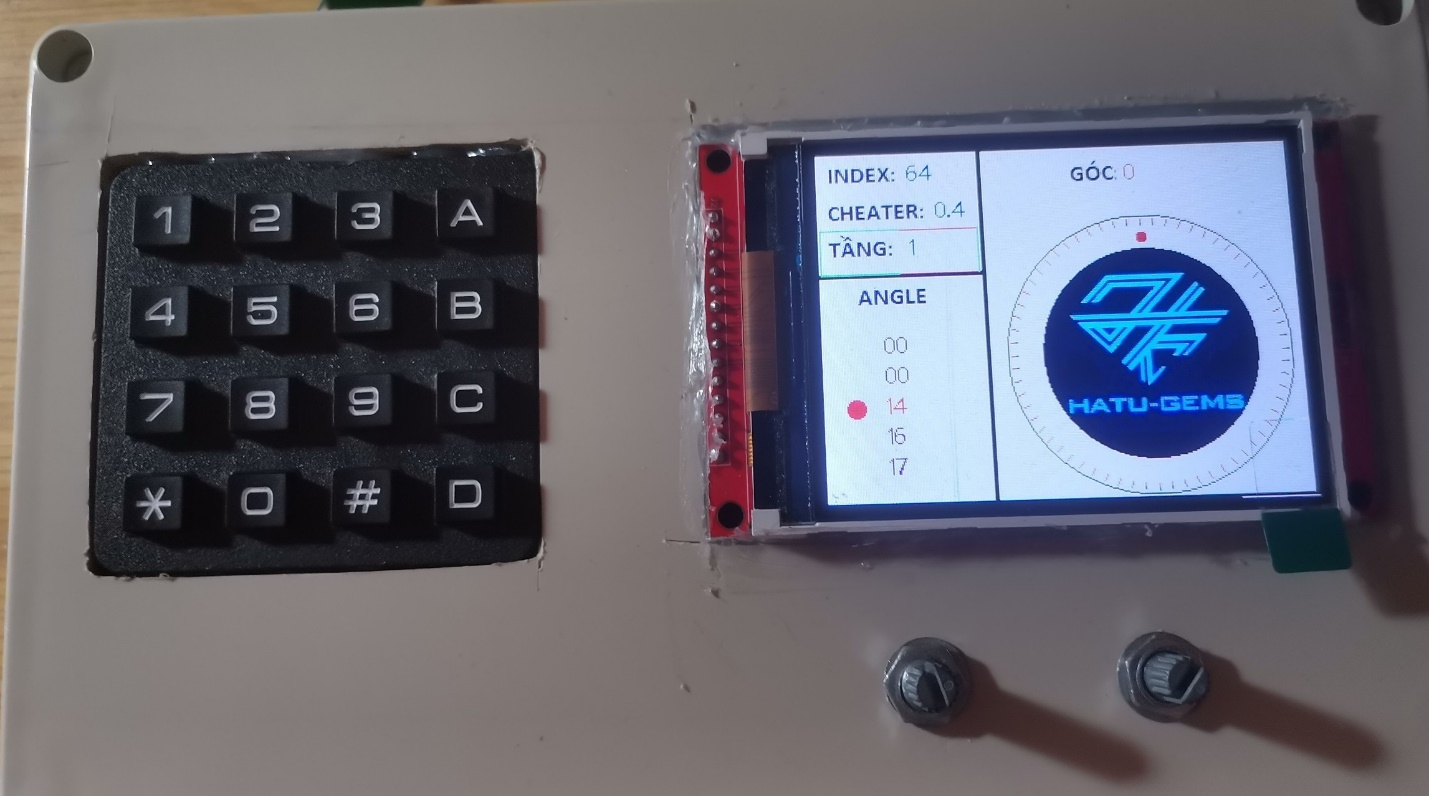 1 2 3 A
4 5 6 B
7 8 9 C
* 0 # D
INDEX: 64
CHEATER: 0.4
TẦNG: 1
ANGLE
00
00
14
16
17
GÓC: 0
HATU-GEMS